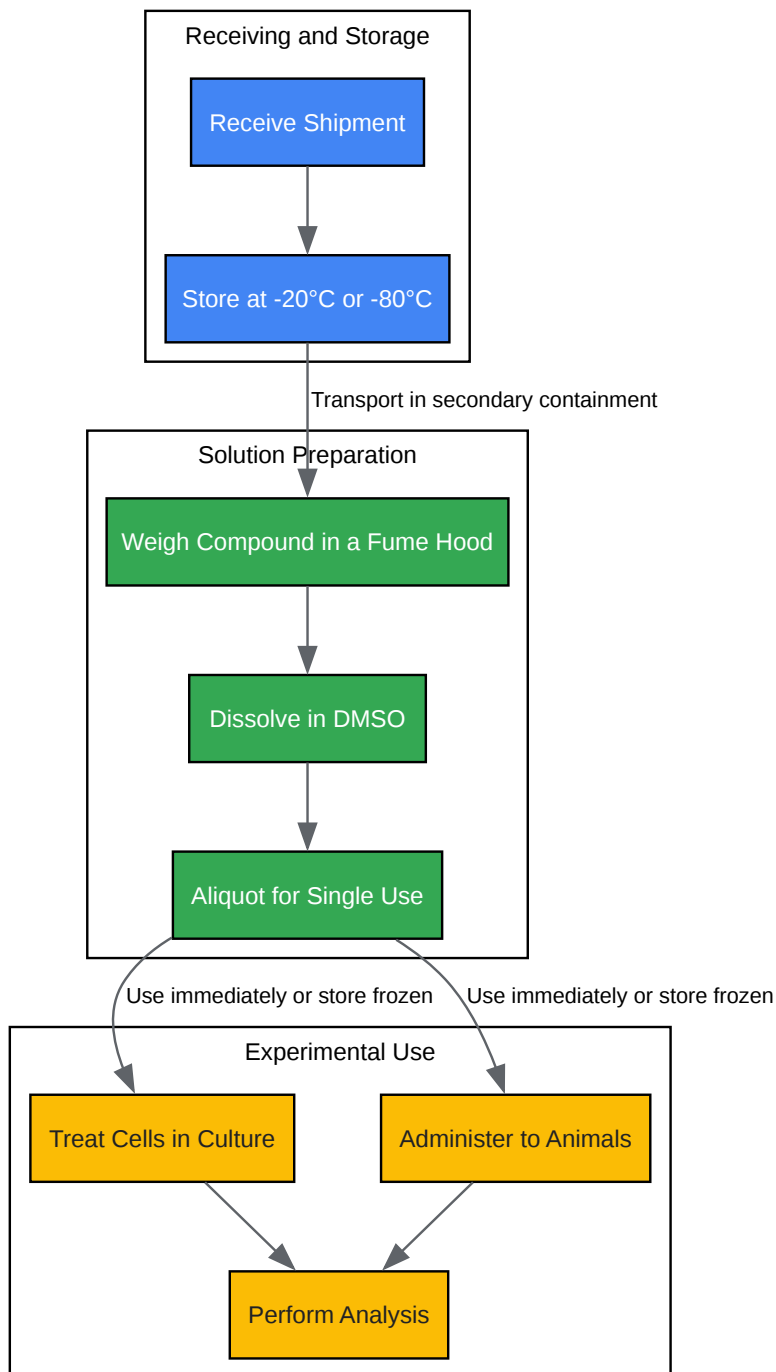 Receiving and Storage
Receive Shipment
Store at -20°C or -80°C
Transport in secondary containment
Solution Preparation
Weigh Compound in a Fume Hood
Dissolve in DMSO
Aliquot for Single Use
Use immediately or store frozen
Use immediately or store frozen
Experimental Use
Treat Cells in Culture
Administer to Animals
Perform Analysis